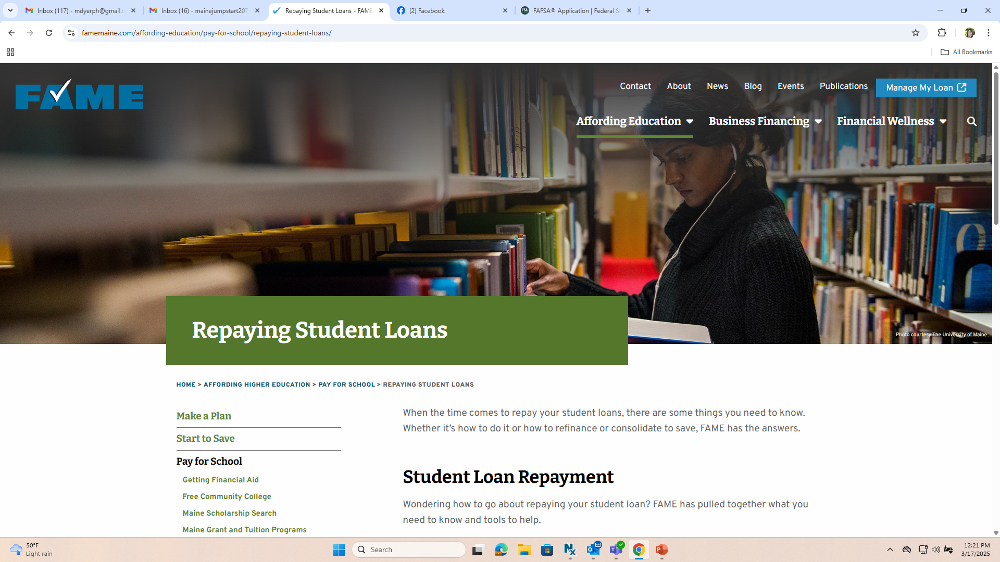 Inbox (117) - mdyerph@gmail.c
Inbox (16) - mainejumpstart207
Repaying Student Loans - FAME
(2) Facebook
FAFSA® Application | Federal St
famemaine.com/affording-education/pay-for-school/repaying-student-loans/
All Bookmarks
FAME
Contact
About
News
Blog
Events
Publications
Manage My Loan
Affording Education
Business Financing
Financial Wellness
Photo courtesy The University of Maine
Repaying Student Loans
HOME > AFFORDING HIGHER EDUCATION > PAY FOR SCHOOL > REPAYING STUDENT LOANS
Make a Plan
Start to Save
Pay for School
Getting Financial Aid
Free Community College
Maine Scholarship Search
Maine Grant and Tuition Programs
When the time comes to repay your student loans, there are some things you need to know.
Whether it’s how to do it or how to refinance or consolidate to save, FAME has the answers.
Student Loan Repayment
Wondering how to go about repaying your student loan? FAME has pulled together what you
need to know and tools to help.
50°F
Light rain
Search
12:21 PM
3/17/2025